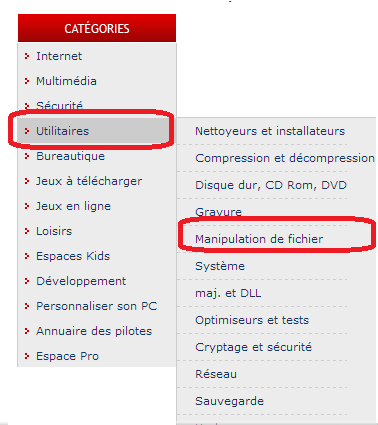 CATÉGORIES
Internet
Multimédia
Sécurité
Utilitaires
Bureautique
Jeux à télécharger
Jeux en ligne
Loisirs
Espaces Kids
Développement
Personnaliser son PC
Annuaire des pilotes
Espace Pro
Nettoyeurs et installateurs
Compression et décompression
Disque dur, CD Rom, DVD
Gravure
Manipulation de fichier
Système
maj. et DLL
Optimiseurs et tests
Cryptage et sécurité
Réseau
Sauvegarde